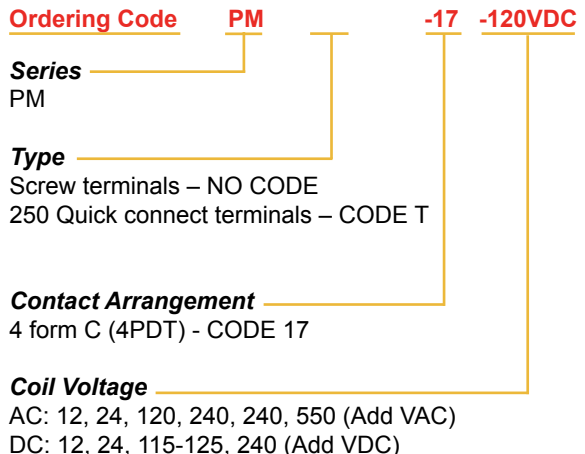 Ordering Code PM -17 -120VDC
Series
PM
Type
Screw terminals – NO CODE
250 Quick connect terminals – CODE T
Contact Arrangement
4 form C (4PDT) - CODE 17
Coil Voltage
AC: 12, 24, 120, 240, 240, 550 (Add VAC)
DC: 12, 24, 115-125, 240 (Add VDC)